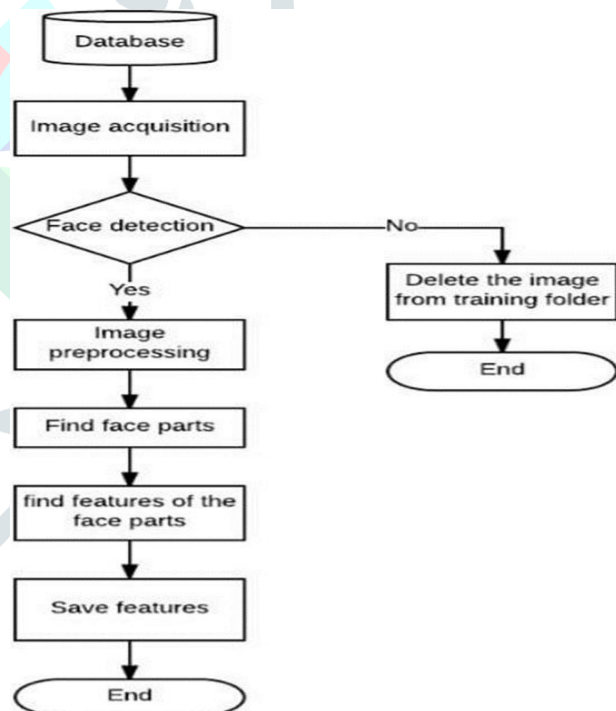 Database
Image acquisition
Face detection
No
Yes
Delete the image
from training folder
End
Image
preprocessing
Find face parts
find features of the
face parts
Save features
End